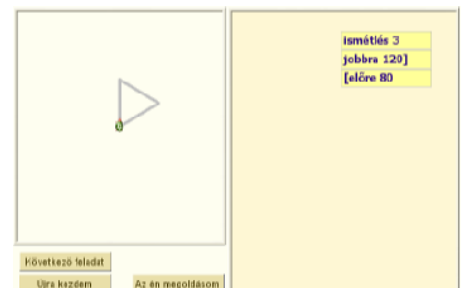 ismétlés 3
jobbra 120]
[előre 80
Következő feladat
Újra kezdem
Az én megoldásom